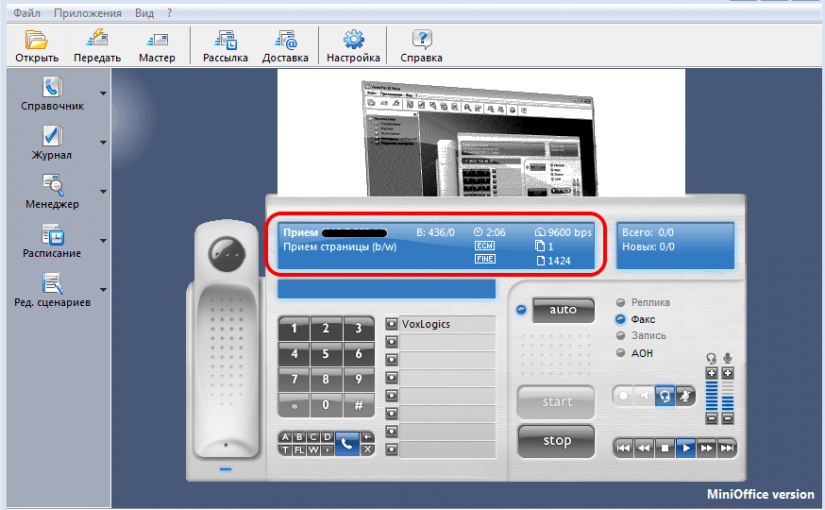 Файл Приложения Вид ?
Открыть Передать Мастер Рассылка Доставка Настройка Справка
Справочник
Журнал
Менеджер
Расписание
Ред. сценариев
Прием B: 436/0 2:06 9600 bps
Прием страницы (b/w) ECM 1
FINE 1424
Всего: 0/0
Новых: 0/0
auto
Реплика
Факс
Запись
АОН
VoxLogics
1 2 3
4 5 6
7 8 9
* 0 #
A B C D
T FL W , X
start
stop
MiniOffice version